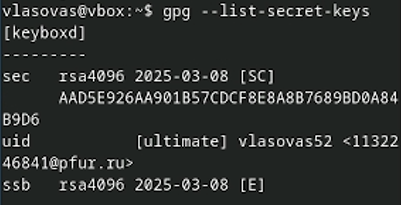 vlasovas@vbox:~$ gpg --list-secret-keys
[keyboxd]
---------
sec   rsa4096 2025-03-08 [SC]
      AAD5E926AA901B57CDCF8E8A8B7689BD0A84
B9D6
uid           [ultimate] vlasovas52 <11322
46841@pfur.ru>
ssb   rsa4096 2025-03-08 [E]